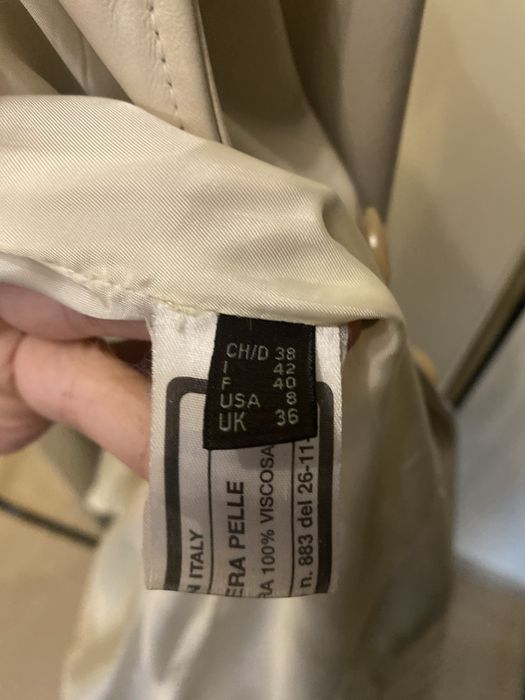 CH/D 38
I 42
F 40
USA 8
UK 36
N ITALY
ERA PELLE
RA 100% VISCOSA
n. 883 del 26-11-